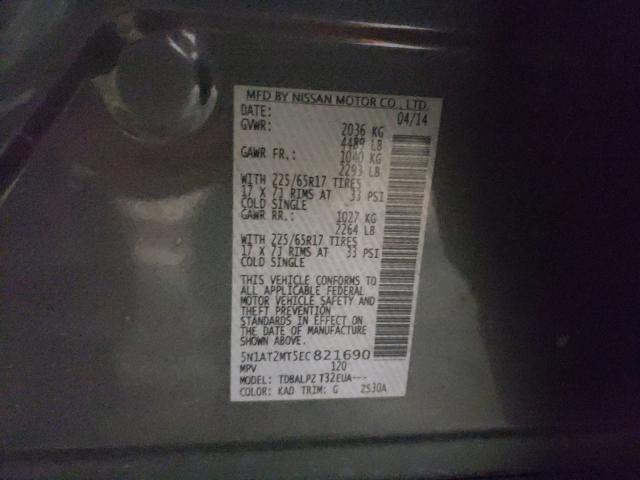 MFD BY NISSAN MOTOR CO., LTD.
DATE: 04/14
GVWR: 2036 KG
4489 LB
GAWR FR.: 1040 KG
2293 LB
WITH 225/65R17 TIRES
17 X 7J RIMS AT 33 PSI
COLD SINGLE
GAWR RR.: 1027 KG
2264 LB
WITH 225/65R17 TIRES
17 X 7J RIMS AT 33 PSI
COLD SINGLE
THIS VEHICLE CONFORMS TO
ALL APPLICABLE FEDERAL
MOTOR VEHICLE SAFETY AND
THEFT PREVENTION
STANDARDS IN EFFECT ON
THE DATE OF MANUFACTURE
SHOWN ABOVE.
5N1AT2MT5EC821690
MPV 120
MODEL: TDBALPZ T32EUA---
COLOR: KAD TRIM: G 2S30A